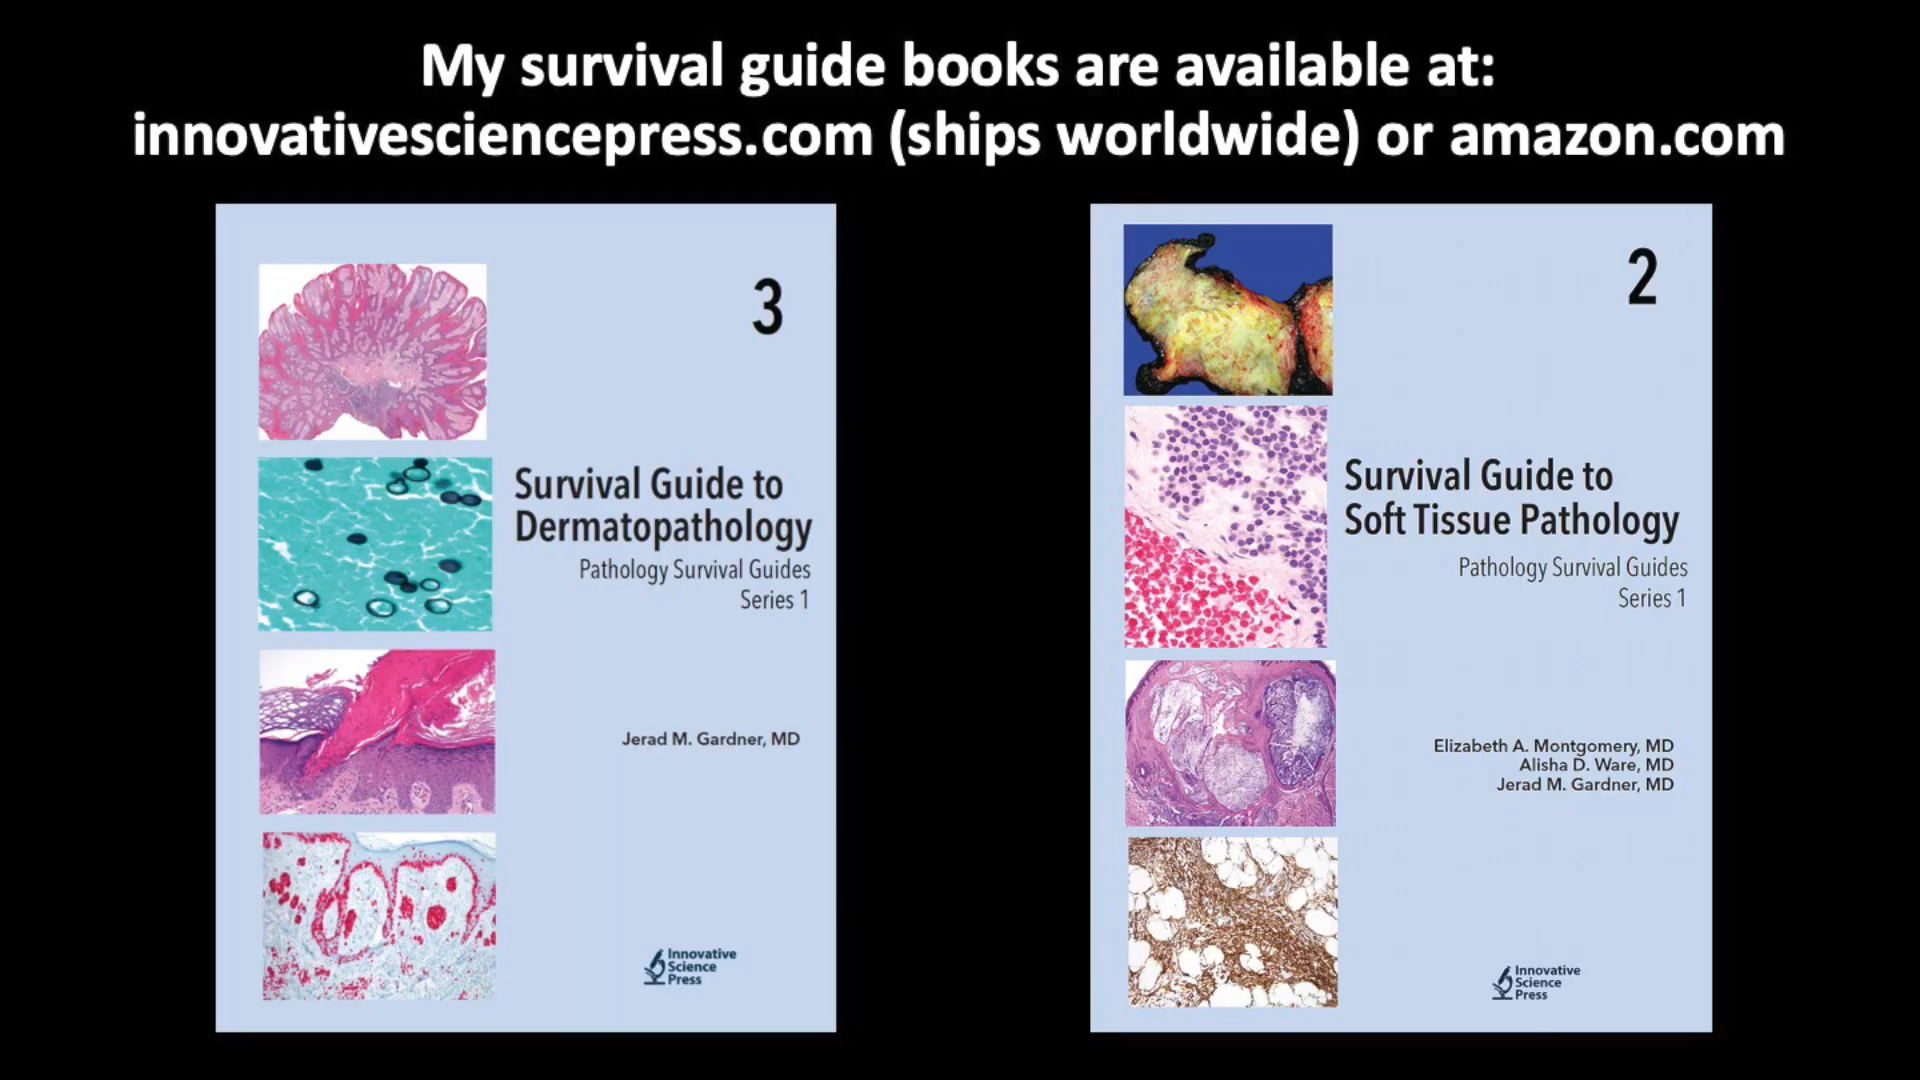 My survival guide books are available at:
innovativesciencepress.com (ships worldwide) or amazon.com
3
Survival Guide to
Dermatopathology
Pathology Survival Guides
Series 1
Jerad M. Gardner, MD
Innovative
Science
Press
2
Survival Guide to
Soft Tissue Pathology
Pathology Survival Guides
Series 1
Elizabeth A. Montgomery, MD
Alisha D. Ware, MD
Jerad M. Gardner, MD
Innovative
Science
Press